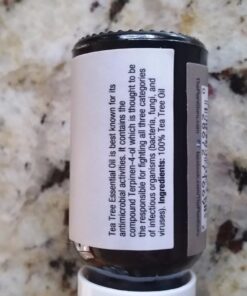 Tea Tree Essential Oil is best known for its
antimicrobial activities. It contains the
compound Terpinen-4-ol which is thought to be
the responsible for fighting all three categories
of infectious organisms (bacteria, fungi, and
viruses). Ingredients: 100% Tea Tree Oil